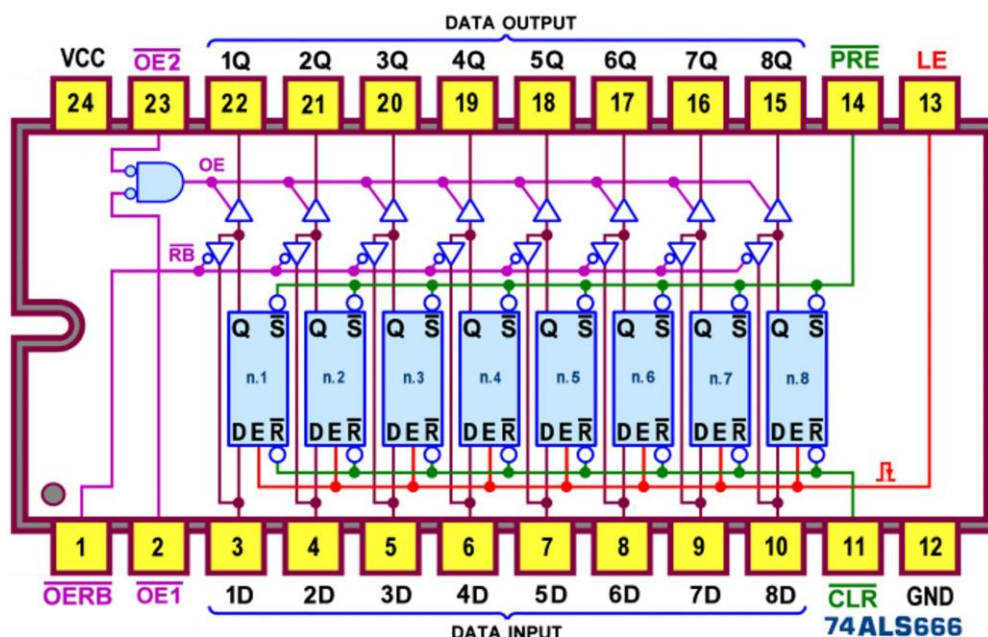 DATA OUTPUT
VCC OE2 1Q 2Q 3Q 4Q 5Q 6Q 7Q 8Q PRE LE
24 23 22 21 20 19 18 17 16 15 14 13
OE
RB
Q S Q S Q S Q S Q S Q S Q S Q S
n.1 n.2 n.3 n.4 n.5 n.6 n.7 n.8
D E R D E R D E R D E R D E R D E R D E R D E R
1 2 3 4 5 6 7 8 9 10 11 12
OERB OE1 1D 2D 3D 4D 5D 6D 7D 8D CLR GND
DATA INPUT
74ALS666